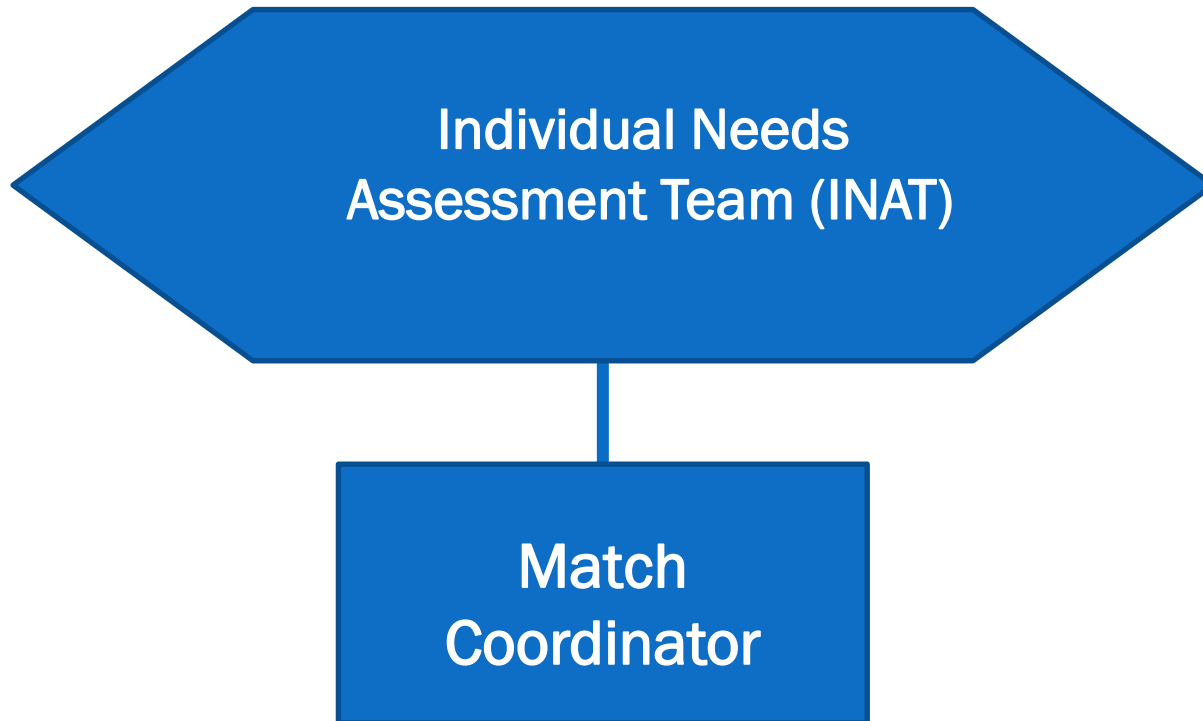 Individual Needs
Assessment Team (INAT)
Match
Coordinator